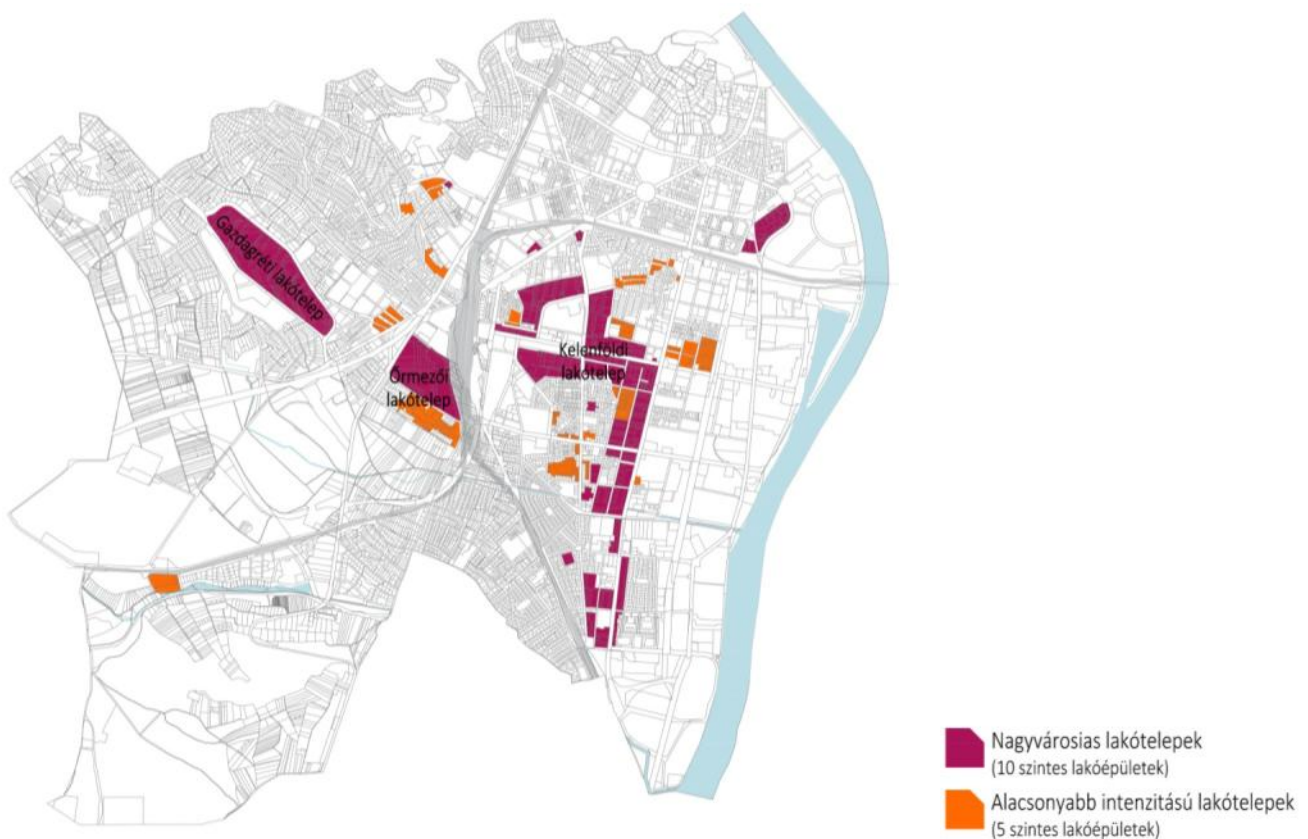 Gazdagréti lakótelep
Őrmezői
lakótelep
Kelenföldi
lakótelep
Nagyvárosias lakótelepek
(10 szintes lakóépületek)
Alacsonyabb intenzitású lakótelepek
(5 szintes lakóépületek)